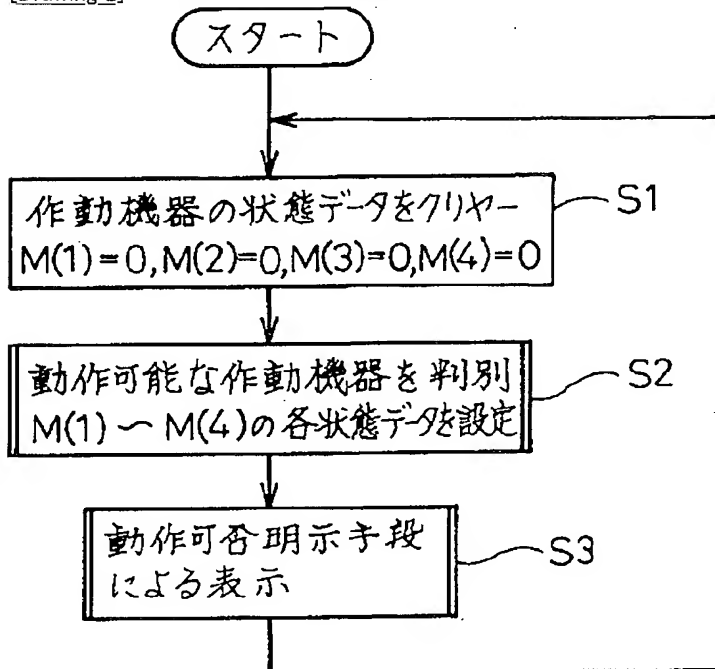 スタート
作動機器の状態データをクリヤー
M(1)=0,M(2)=0,M(3)=0,M(4)=0
S1
動作可能な作動機器を判別
M(1)〜M(4)の各状態データを設定
S2
動作可否明示手段
による表示
S3